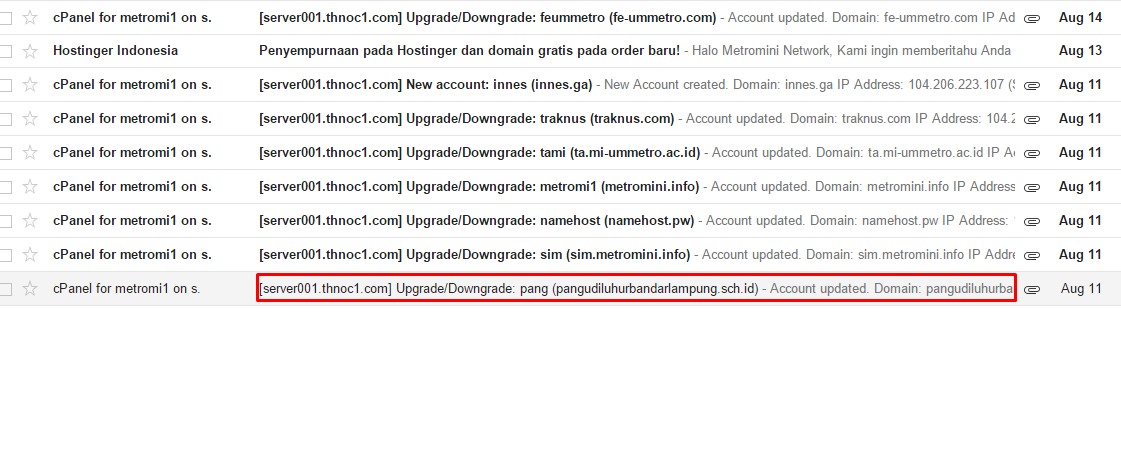 cPanel for metromi1 on s. [server001.thnoc1.com] Upgrade/Downgrade: feummetro (fe-ummetro.com) - Account updated. Domain: fe-ummetro.com IP Ad Aug 14
Hostinger Indonesia Penyempurnaan pada Hostinger dan domain gratis pada order baru! - Halo Metromini Network, Kami ingin memberitahu Anda Aug 13
cPanel for metromi1 on s. [server001.thnoc1.com] New account: innes (innes.ga) - New Account created. Domain: innes.ga IP Address: 104.206.223.107 (S Aug 11
cPanel for metromi1 on s. [server001.thnoc1.com] Upgrade/Downgrade: traknus (traknus.com) - Account updated. Domain: traknus.com IP Address: 104.2 Aug 11
cPanel for metromi1 on s. [server001.thnoc1.com] Upgrade/Downgrade: tami (ta.mi-ummetro.ac.id) - Account updated. Domain: ta.mi-ummetro.ac.id IP A Aug 11
cPanel for metromi1 on s. [server001.thnoc1.com] Upgrade/Downgrade: metromi1 (metromini.info) - Account updated. Domain: metromini.info IP Address Aug 11
cPanel for metromi1 on s. [server001.thnoc1.com] Upgrade/Downgrade: namehost (namehost.pw) - Account updated. Domain: namehost.pw IP Address: Aug 11
cPanel for metromi1 on s. [server001.thnoc1.com] Upgrade/Downgrade: sim (sim.metromini.info) - Account updated. Domain: sim.metromini.info IP Addre Aug 11
cPanel for metromi1 on s. [server001.thnoc1.com] Upgrade/Downgrade: pang (pangudiluhurbandarlampung.sch.id) - Account updated. Domain: pangudiluhurba Aug 11